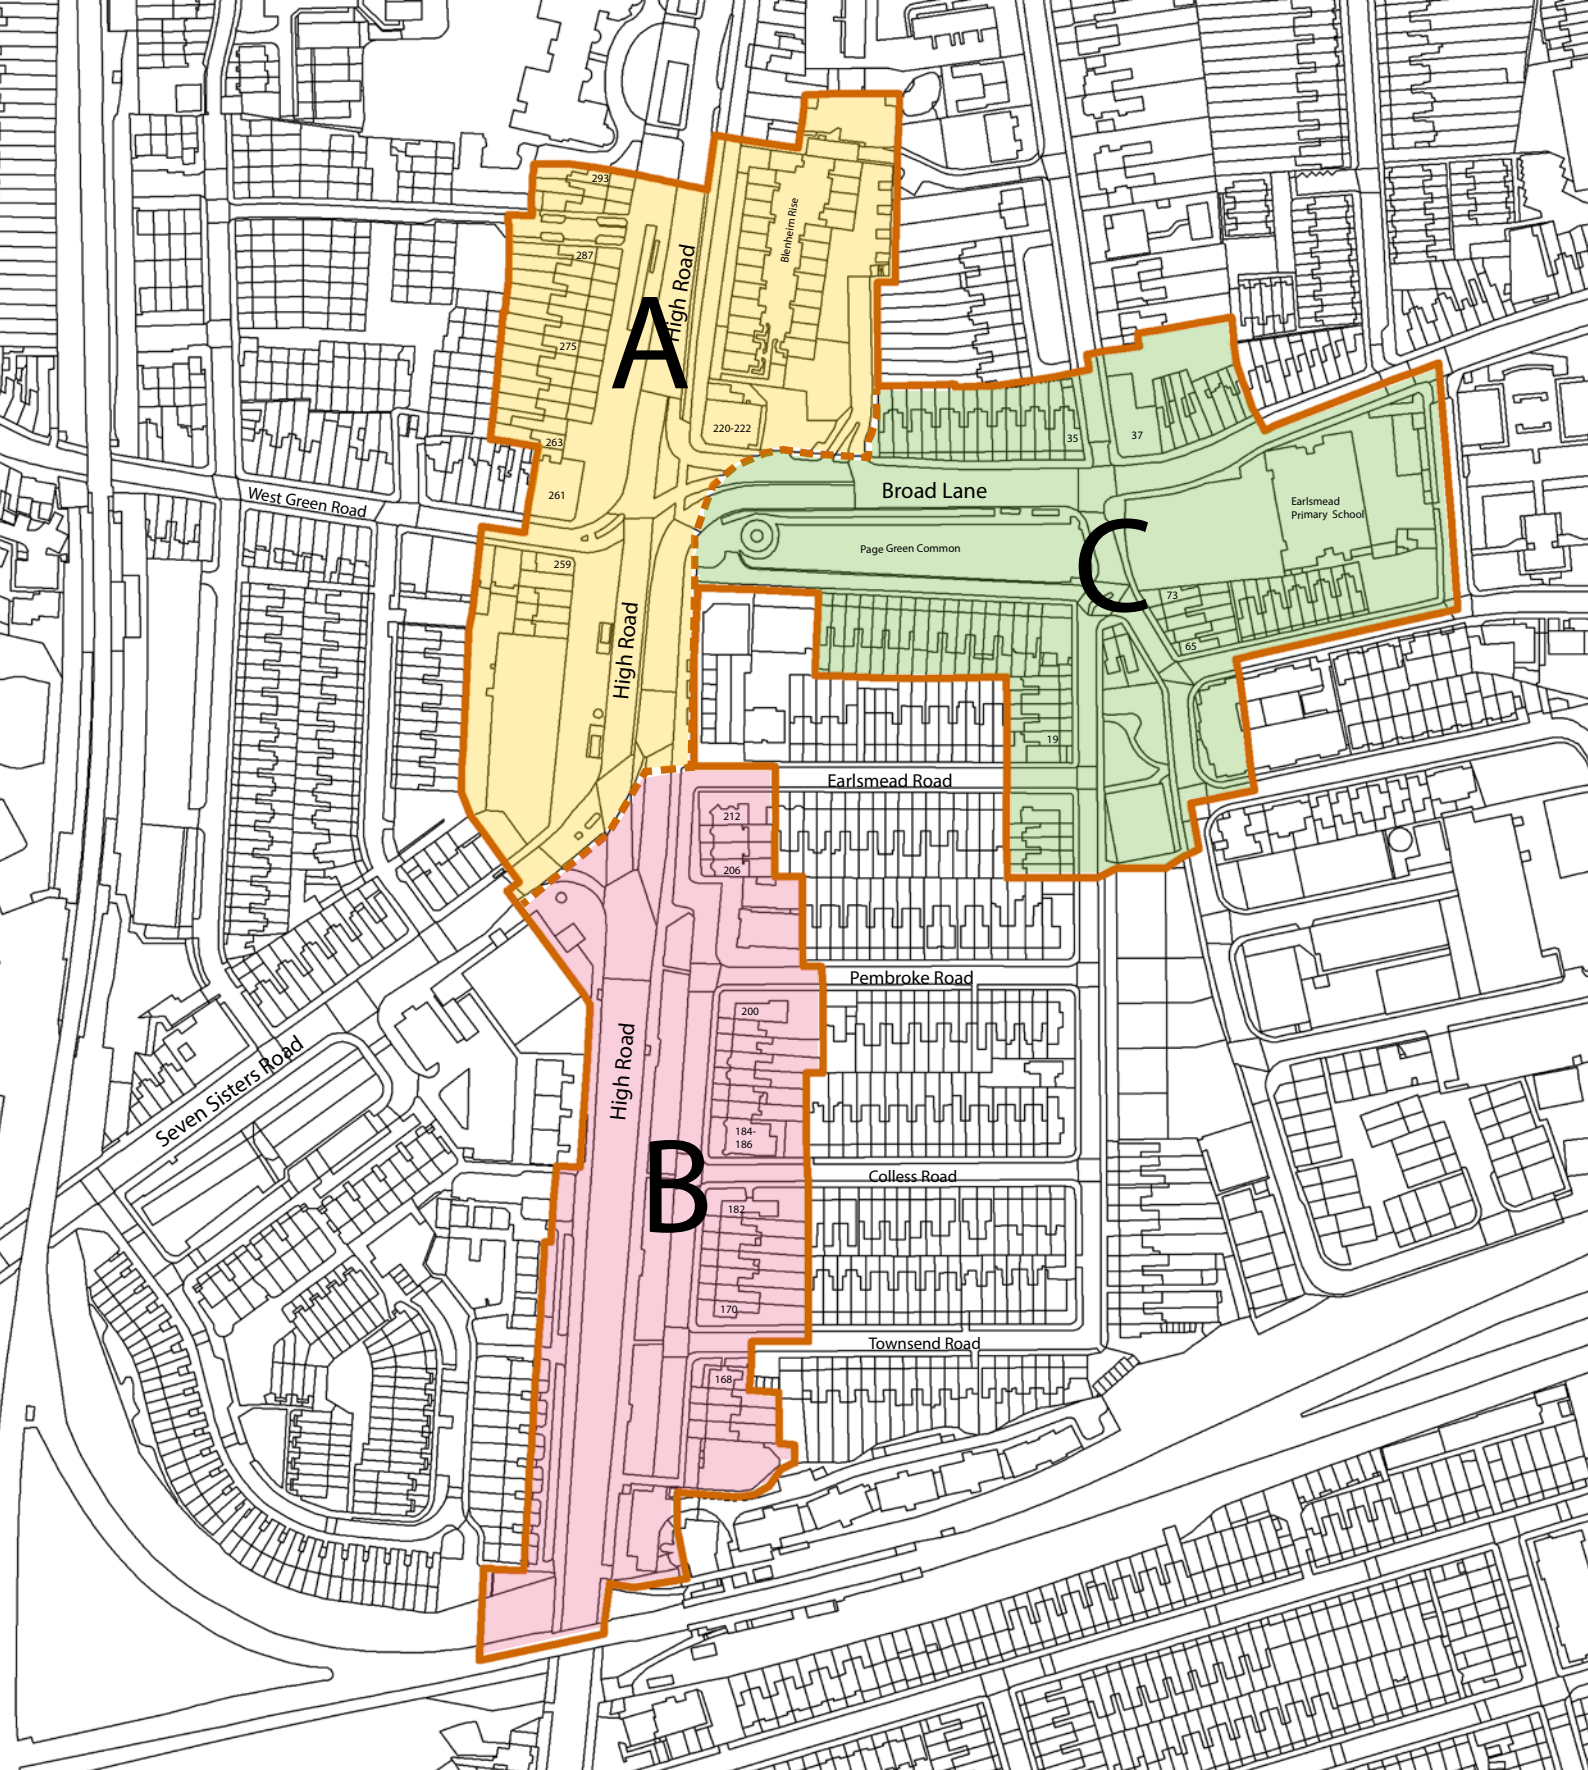 293
Blenheim Rise
287
High Road
A
275
220-222
35
37
263
261
Broad Lane
West Green Road
Earlsmead
Primary School
Page Green Common
C
259
73
High Road
65
19
Earlsmead Road
212
206
Pembroke Road
200
High Road
Seven Sisters Road
184-
186
B
Colless Road
182
170
Townsend Road
168